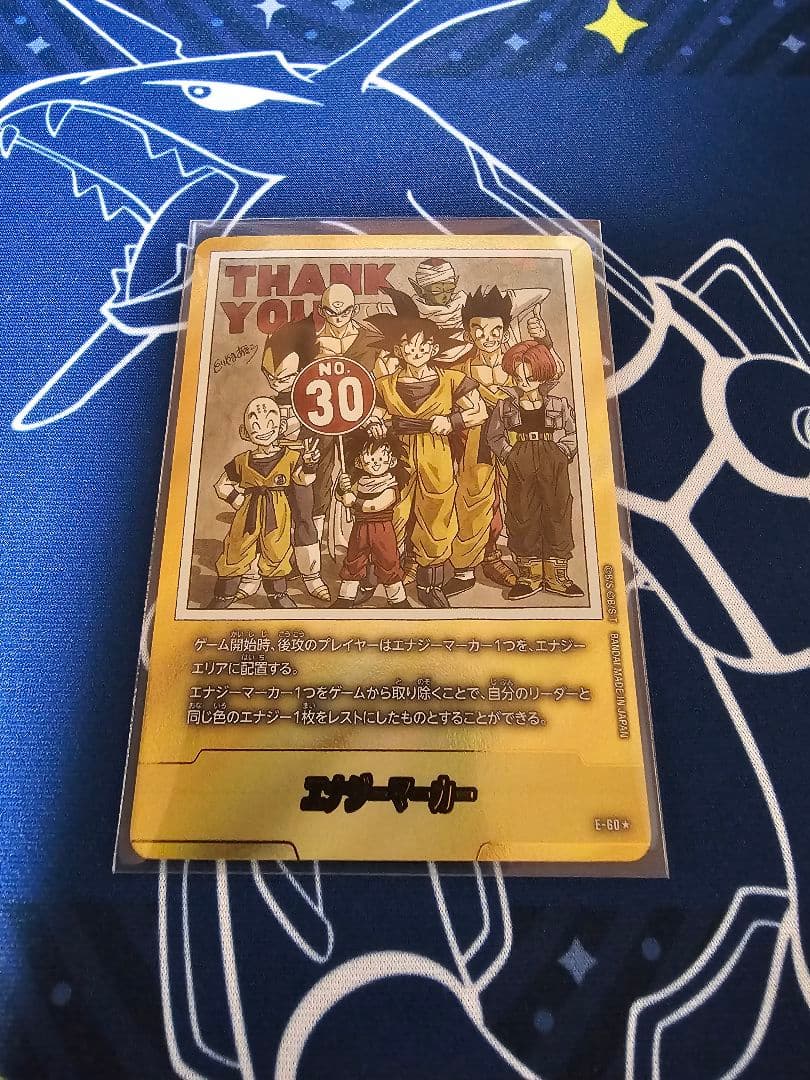 THANK
YOU
NO.
30
ゲーム開始時、後攻のプレイヤーはエナジーマーカー1つを、エナジー
エリアに配置する。
エナジーマーカー1つをゲームから取り除くことで、自分のリーダーと
同じ色のエナジー1枚をレストにしたものとすることができる。
エナジーマーカー
E-60★
©B/S ©B/S/T BANDAI MADE IN JAPAN